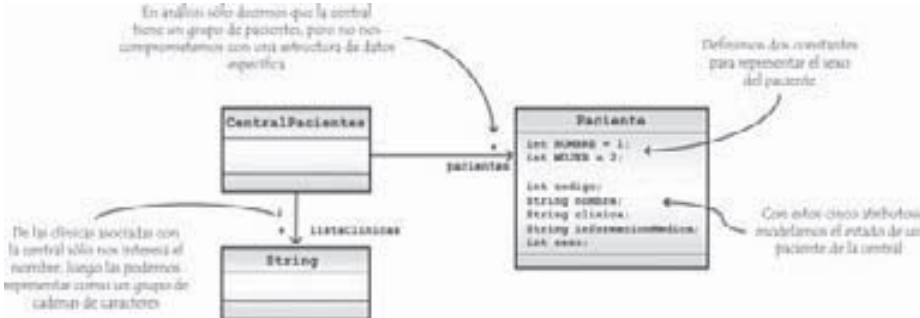 En análisis sólo decimos que la central
tiene un grupo de pacientes, pero no nos
comprometemos con una estructura de datos
específica
Definimos dos constantes
para representar el sexo
del paciente
CentralPacientes
*
pacientes
Paciente
int HOMBRE = 1;
int MUJER = 2;
int codigo;
String nombre;
String clinica;
String informacionMedica;
int sexo;
Con estos cinco atributos
modelamos el estado de un
paciente de la central
De las clínicas asociadas con
la central sólo nos interesa el
nombre, luego las podemos
representar como un grupo de
cadenas de caracteres
*
listaClinicas
String